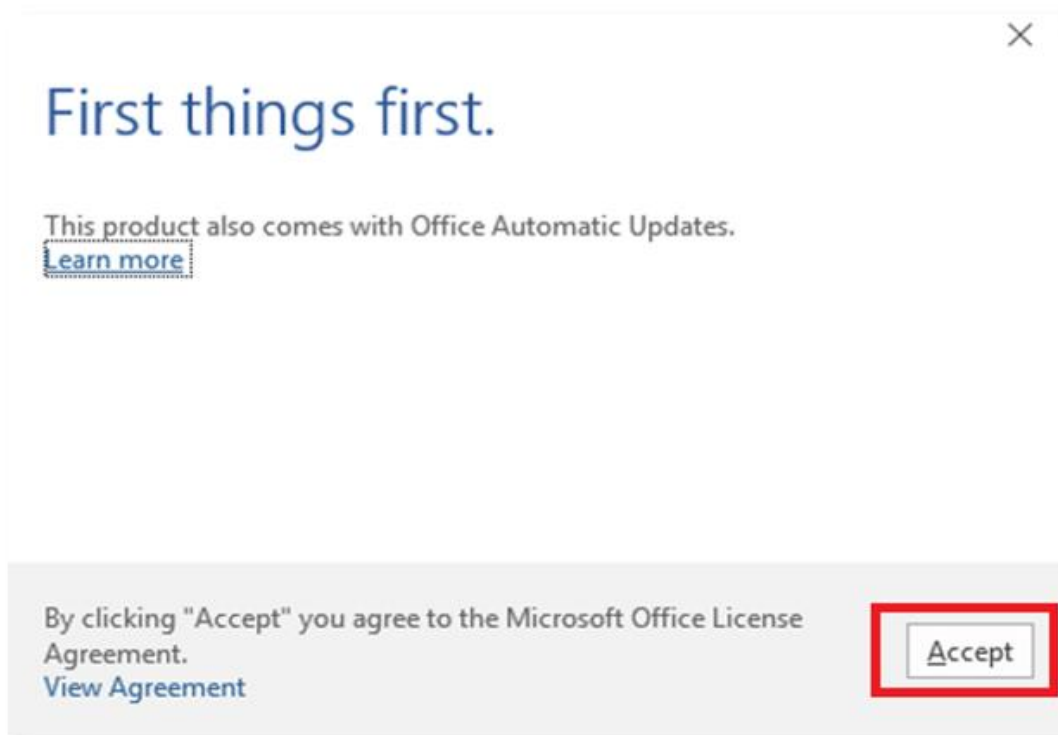 First things first.
This product also comes with Office Automatic Updates.
Learn more
By clicking "Accept" you agree to the Microsoft Office License
Agreement.
Accept
View Agreement